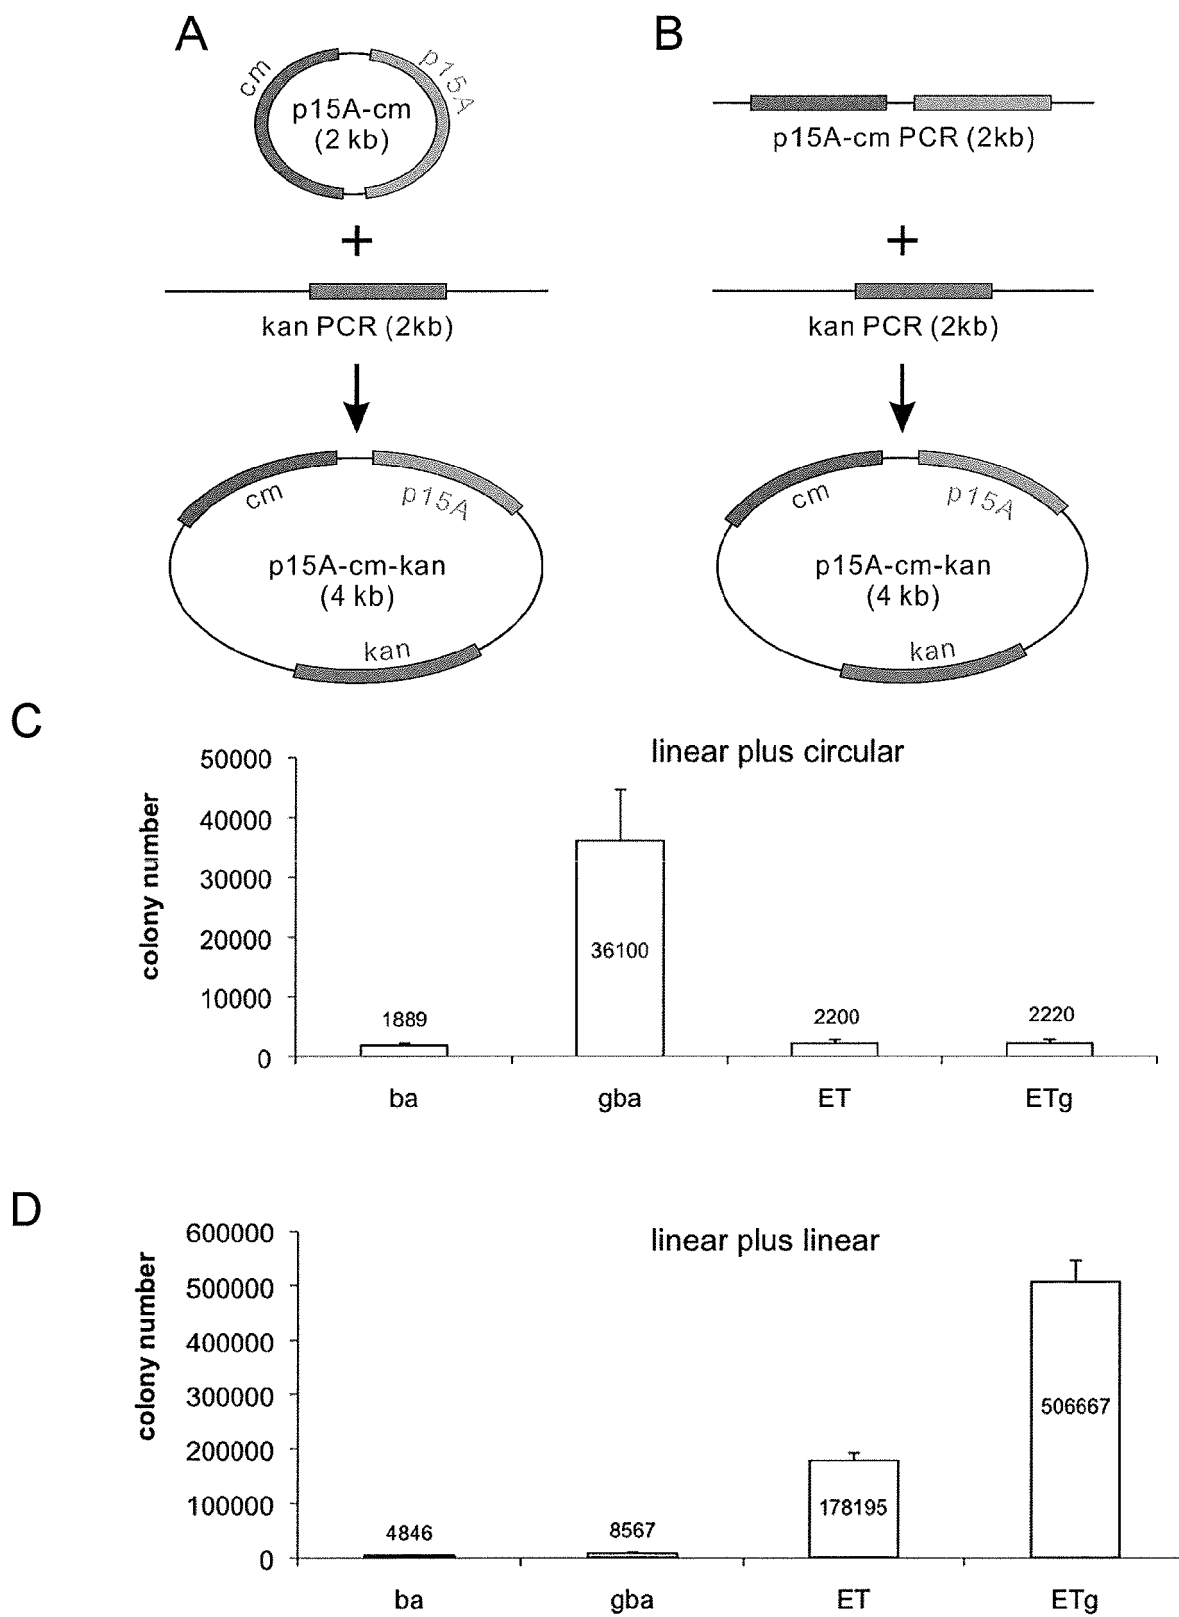 A
cm
p15A
p15A-cm
(2 kb)
+
kan PCR (2kb)
cm
p15A
p15A-cm-kan
(4 kb)
kan
B
p15A-cm PCR (2kb)
+
kan PCR (2kb)
cm
p15A
p15A-cm-kan
(4 kb)
kan
C
linear plus circular
colony number
50000
40000
30000
20000
10000
0
1889
36100
2200
2220
ba
gba
ET
ETg
D
linear plus linear
colony number
600000
500000
400000
300000
200000
100000
0
4846
8567
178195
506667
ba
gba
ET
ETg